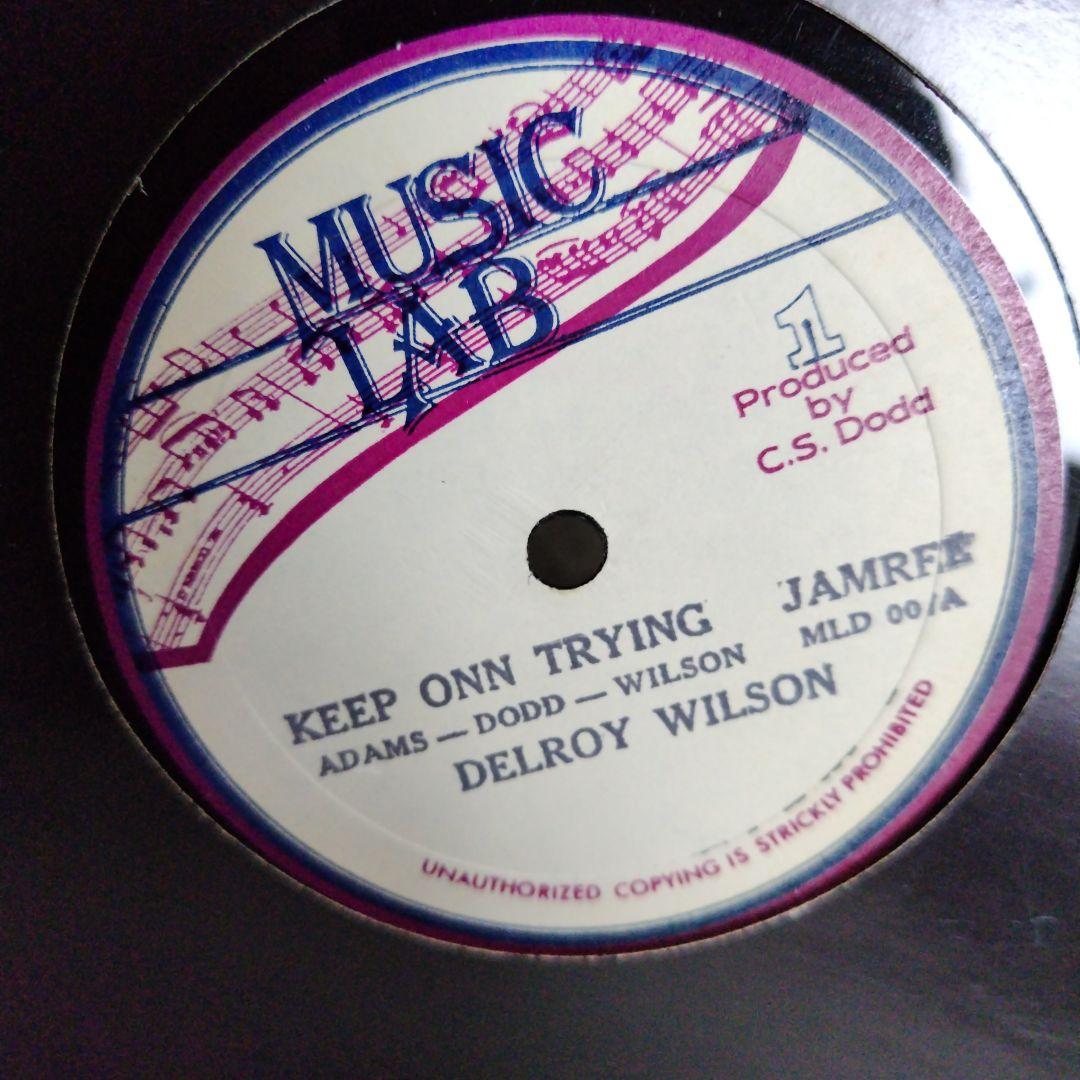 MUSIC
LAB
1
Produced
by
C.S. Dodd
KEEP ONN TRYING
JAMREK
ADAMS — DODD — WILSON
MLD 00/A
DELROY WILSON
UNAUTHORIZED COPYING IS STRICKLY PROHIBITED